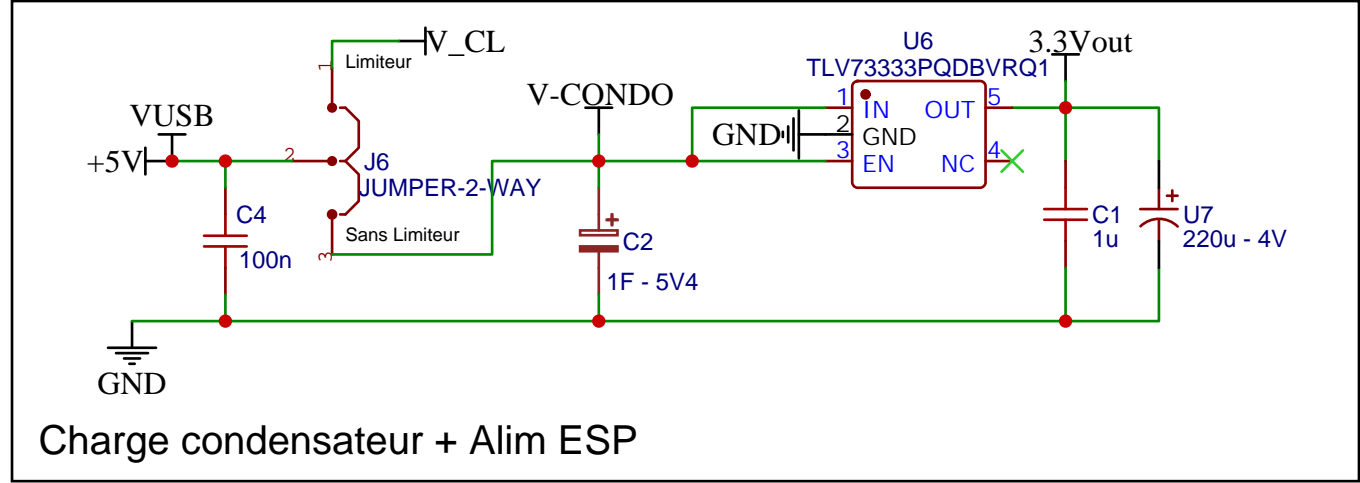 V_CL
Limiteur
1
VUSB
+5V
2
J6
JUMPER-2-WAY
C4
100n
Sans Limiteur
3
GND
V-CONDO
C2
1F - 5V4
+
U6
TLV73333PQDBVRQ1
1
IN
OUT
5
GND
2
GND
3
EN
NC
4
3.3Vout
C1
1u
+
U7
220u - 4V
Charge condensateur + Alim ESP